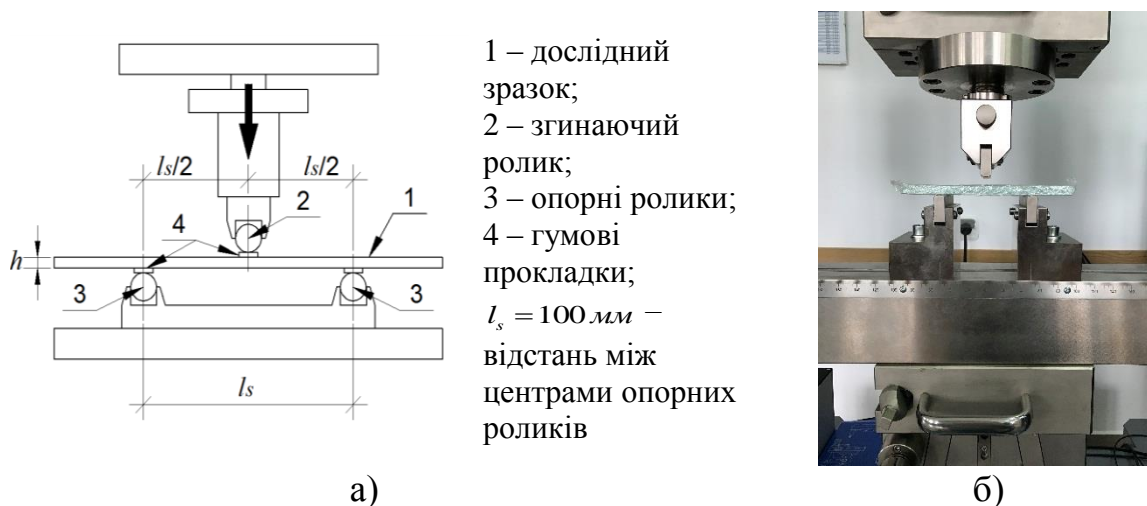 ls/2
ls/2
1
2
4
h
3
3
ls
1 – дослідний
зразок;
2 – згинаючий
ролик;
3 – опорні ролики;
4 – гумові
прокладки;
l_s = 100 мм –
відстань між
центрами опорних
роликів
а)
б)